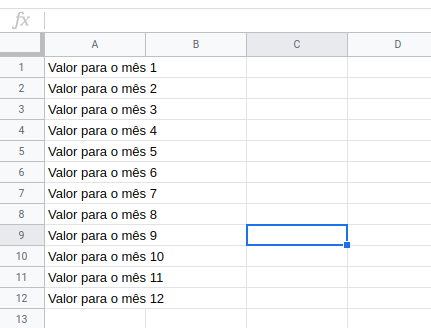 fx
A B C D
1 Valor para o mês 1
2 Valor para o mês 2
3 Valor para o mês 3
4 Valor para o mês 4
5 Valor para o mês 5
6 Valor para o mês 6
7 Valor para o mês 7
8 Valor para o mês 8
9 Valor para o mês 9
10 Valor para o mês 10
11 Valor para o mês 11
12 Valor para o mês 12
13